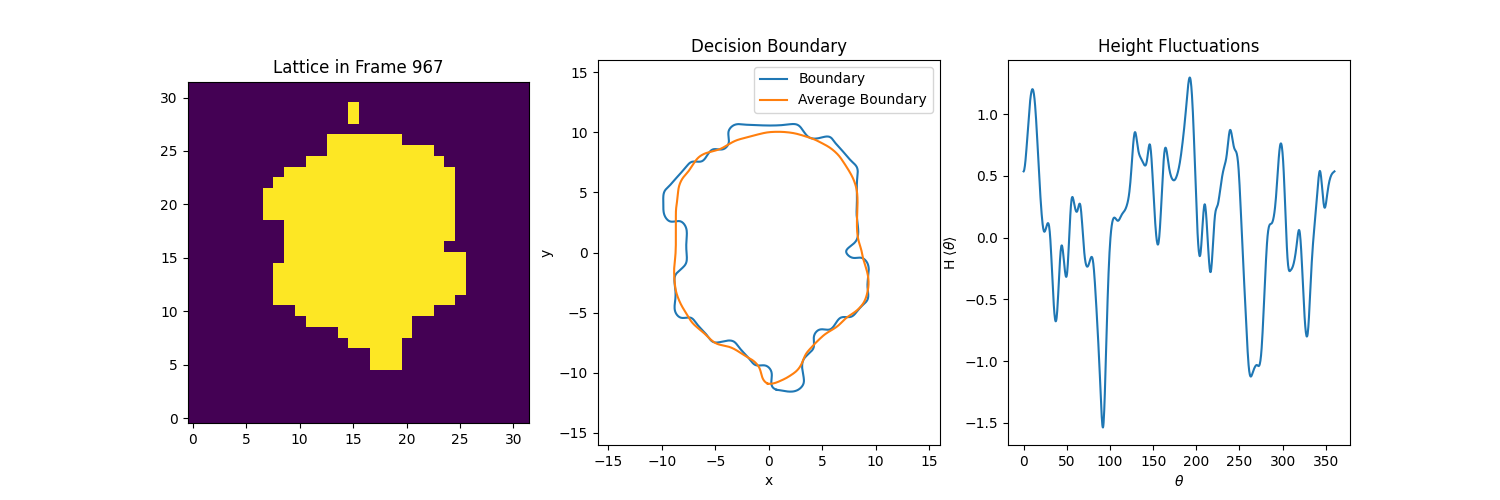 Lattice in Frame 967
30
25
20
15
10
5
0
0 5 10 15 20 25 30
Decision Boundary
Boundary
Average Boundary
15
10
5
0
−5
−10
−15
y
−15 −10 −5 0 5 10 15
x
Height Fluctuations
1.0
0.5
0.0
−0.5
−1.0
−1.5
H (θ)
0 50 100 150 200 250 300 350
θ